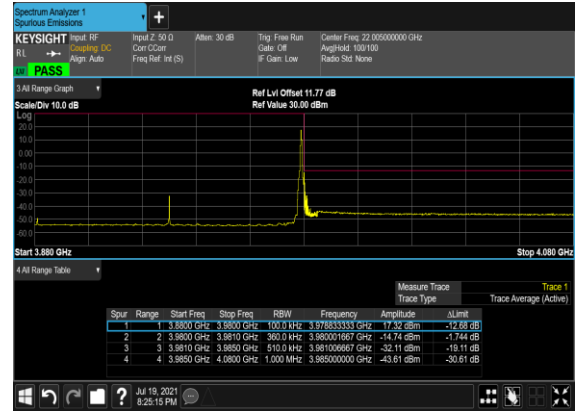 Spectrum Analyzer 1
Spurious Emissions
KEYSIGHT Input: RF Input Z: 50 Ω Atten: 30 dB Trig: Free Run Center Freq: 22.005000000 GHz
RL Coupling: DC Corr CCorr Gate: Off Avg|Hold: 100/100
Align: Auto Freq Ref: Int (S) IF Gain: Low Radio Std: None
PASS
3 All Range Graph
Ref Lvl Offset 11.77 dB
Scale/Div 10.0 dB Ref Value 30.00 dBm
Log
20.0
10.0
0.00
-10.0
-20.0
-30.0
-40.0
-50.0
-60.0
Start 3.880 GHz Stop 4.080 GHz
4 All Range Table
Measure Trace Trace 1
Trace Type Trace Average (Active)
Spur Range Start Freq Stop Freq RBW Frequency Amplitude ΔLimit
1 1 3.8800 GHz 3.9800 GHz 100.0 kHz 3.978833333 GHz 17.32 dBm -12.68 dB
2 2 3.9800 GHz 3.9810 GHz 360.0 kHz 3.980001667 GHz -14.74 dBm -1.744 dB
3 3 3.9810 GHz 3.9850 GHz 510.0 kHz 3.981006667 GHz -32.11 dBm -19.11 dB
4 4 3.9850 GHz 4.0800 GHz 1.000 MHz 3.985000000 GHz -43.61 dBm -30.61 dB
? Jul 19, 2021
8:25:15 PM